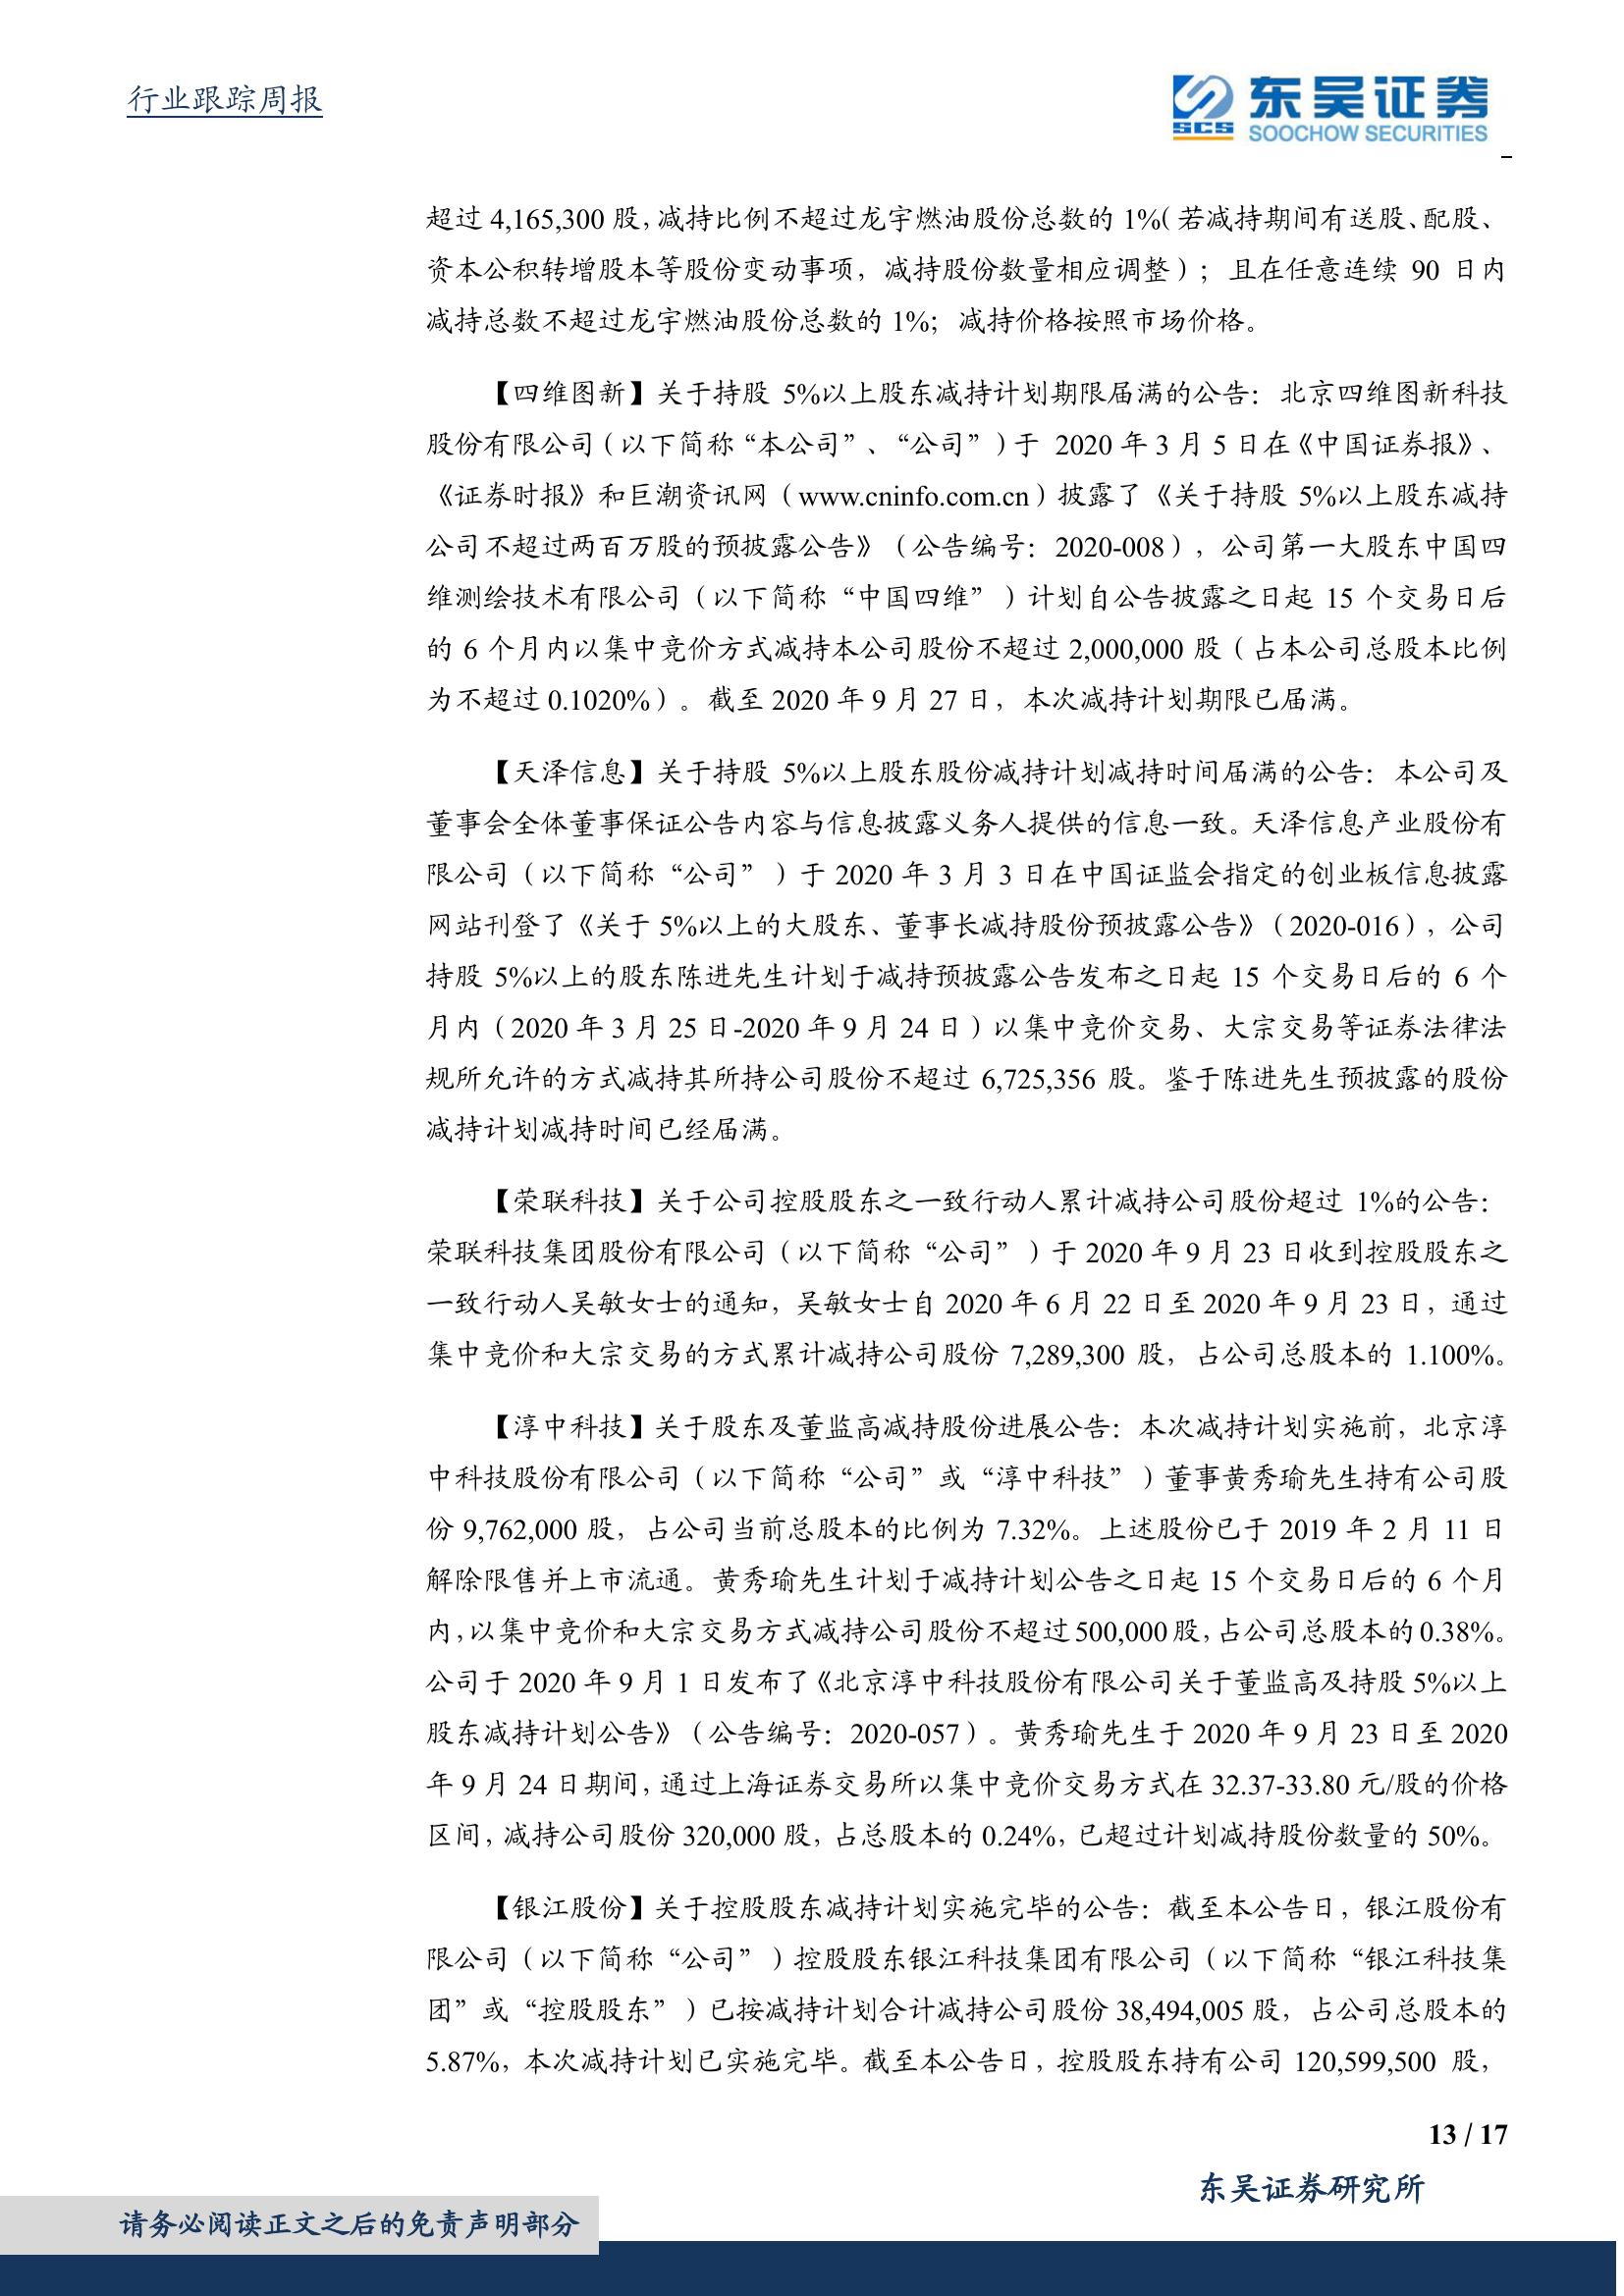 行业跟踪周报
东吴证券
SCS
SOOCHOW SECURITIES
超过 4,165,300 股，减持比例不超过龙宇燃油股份总数的 1%（若减持期间有送股、配股、
资本公积转增股本等股份变动事项，减持股份数量相应调整）；且在任意连续 90 日内
减持总数不超过龙宇燃油股份总数的 1%；减持价格按照市场价格。
【四维图新】关于持股 5%以上股东减持计划期限届满的公告：北京四维图新科技
股份有限公司（以下简称“本公司”、“公司”）于 2020 年 3 月 5 日在《中国证券报》、
《证券时报》和巨潮资讯网（www.cninfo.com.cn）披露了《关于持股 5%以上股东减持
公司不超过两百万股的预披露公告》（公告编号：2020-008），公司第一大股东中国四
维测绘技术有限公司（以下简称“中国四维”）计划自公告披露之日起 15 个交易日后
的 6 个月内以集中竞价方式减持本公司股份不超过 2,000,000 股（占本公司总股本比例
为不超过 0.1020%）。截至 2020 年 9 月 27 日，本次减持计划期限已届满。
【天泽信息】关于持股 5%以上股东股份减持计划减持时间届满的公告：本公司及
董事会全体董事保证公告内容与信息披露义务人提供的信息一致。天泽信息产业股份有
限公司（以下简称“公司”）于 2020 年 3 月 3 日在中国证监会指定的创业板信息披露
网站刊登了《关于 5%以上的大股东、董事长减持股份预披露公告》（2020-016），公司
持股 5%以上的股东陈进先生计划于减持预披露公告发布之日起 15 个交易日后的 6 个
月内（2020 年 3 月 25 日-2020 年 9 月 24 日）以集中竞价交易、大宗交易等证券法律法
规所允许的方式减持其所持公司股份不超过 6,725,356 股。鉴于陈进先生预披露的股份
减持计划减持时间已经届满。
【荣联科技】关于公司控股股东之一致行动人累计减持公司股份超过 1%的公告：
荣联科技集团股份有限公司（以下简称“公司”）于 2020 年 9 月 23 日收到控股股东之
一致行动人吴敏女士的通知，吴敏女士自 2020 年 6 月 22 日至 2020 年 9 月 23 日，通过
集中竞价和大宗交易的方式累计减持公司股份 7,289,300 股，占公司总股本的 1.100%。
【淳中科技】关于股东及董监高减持股份进展公告：本次减持计划实施前，北京淳
中科技股份有限公司（以下简称“公司”或“淳中科技”）董事黄秀瑜先生持有公司股
份 9,762,000 股，占公司当前总股本的比例为 7.32%。上述股份已于 2019 年 2 月 11 日
解除限售并上市流通。黄秀瑜先生计划于减持计划公告之日起 15 个交易日后的 6 个月
内，以集中竞价和大宗交易方式减持公司股份不超过 500,000 股，占公司总股本的 0.38%。
公司于 2020 年 9 月 1 日发布了《北京淳中科技股份有限公司关于董监高及持股 5%以上
股东减持计划公告》（公告编号：2020-057）。黄秀瑜先生于 2020 年 9 月 23 日至 2020
年 9 月 24 日期间，通过上海证券交易所以集中竞价交易方式在 32.37-33.80 元/股的价格
区间，减持公司股份 320,000 股，占总股本的 0.24%，已超过计划减持股份数量的 50%。
【银江股份】关于控股股东减持计划实施完毕的公告：截至本公告日，银江股份有
限公司（以下简称“公司”）控股股东银江科技集团有限公司（以下简称“银江科技集
团”或“控股股东”）已按减持计划合计减持公司股份 38,494,005 股，占公司总股本的
5.87%，本次减持计划已实施完毕。截至本公告日，控股股东持有公司 120,599,500 股，
13 / 17
东吴证券研究所
请务必阅读正文之后的免责声明部分